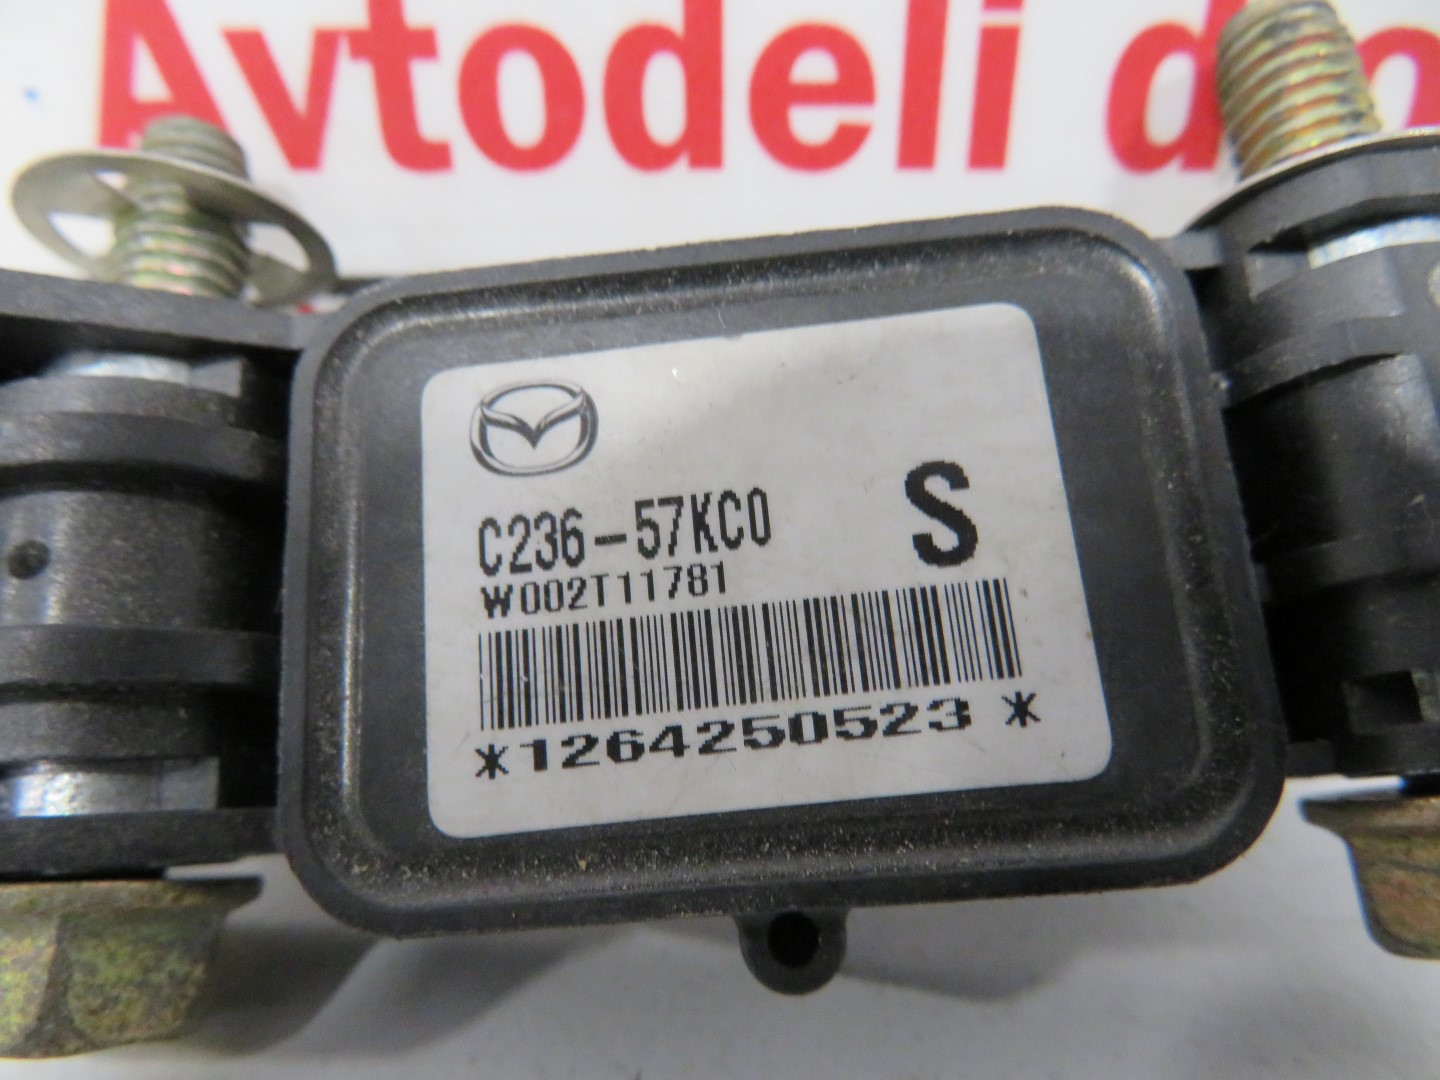 Avtodeli d
C236-57KC0
S
W002T11781
*1264250523 *